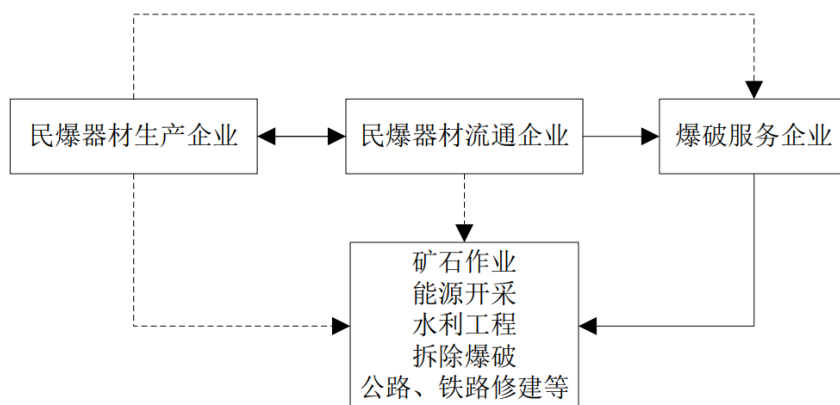 民爆器材生产企业
民爆器材流通企业
爆破服务企业
矿石作业
能源开采
水利工程
拆除爆破
公路、铁路修建等